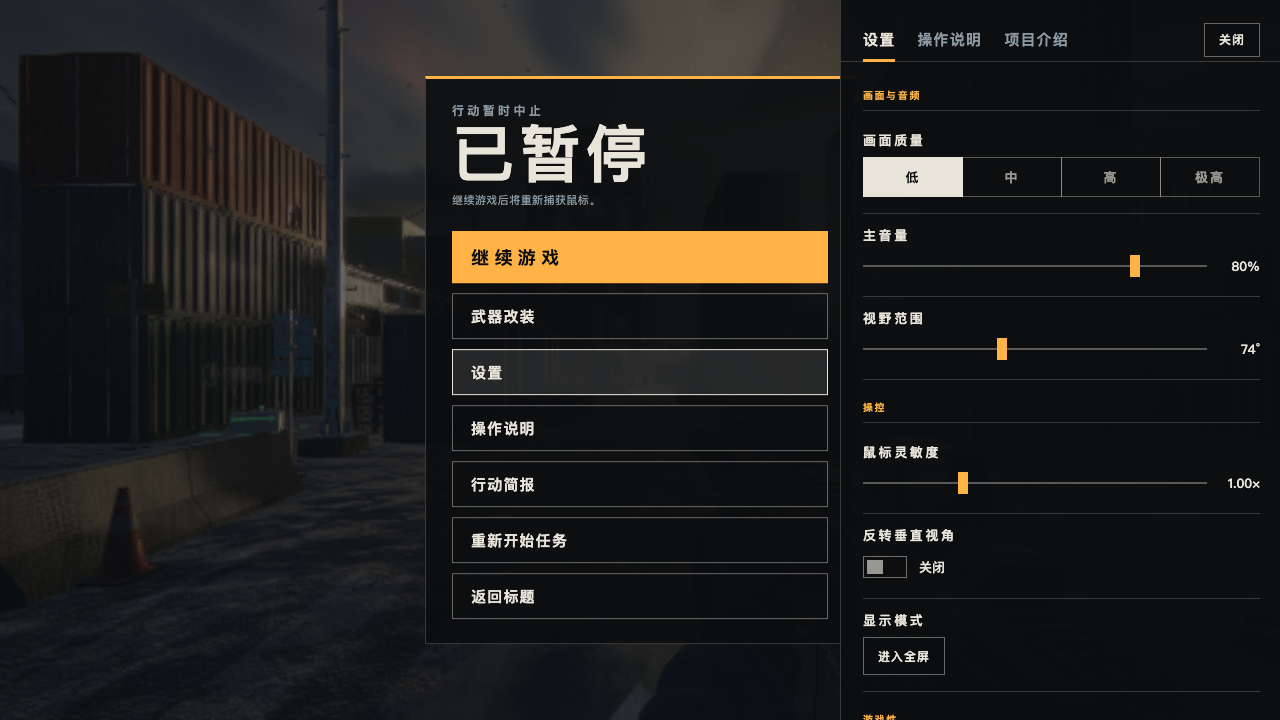 行动暂时中止
已暂停
继续游戏后将重新捕获鼠标。
继续游戏
武器改装
设置
操作说明
行动简报
重新开始任务
返回标题
设置 操作说明 项目介绍 关闭
画面与音频
画面质量
低 中 高 极高
主音量
80%
视野范围
74°
操控
鼠标灵敏度
1.00×
反转垂直视角
关闭
显示模式
进入全屏
游戏性